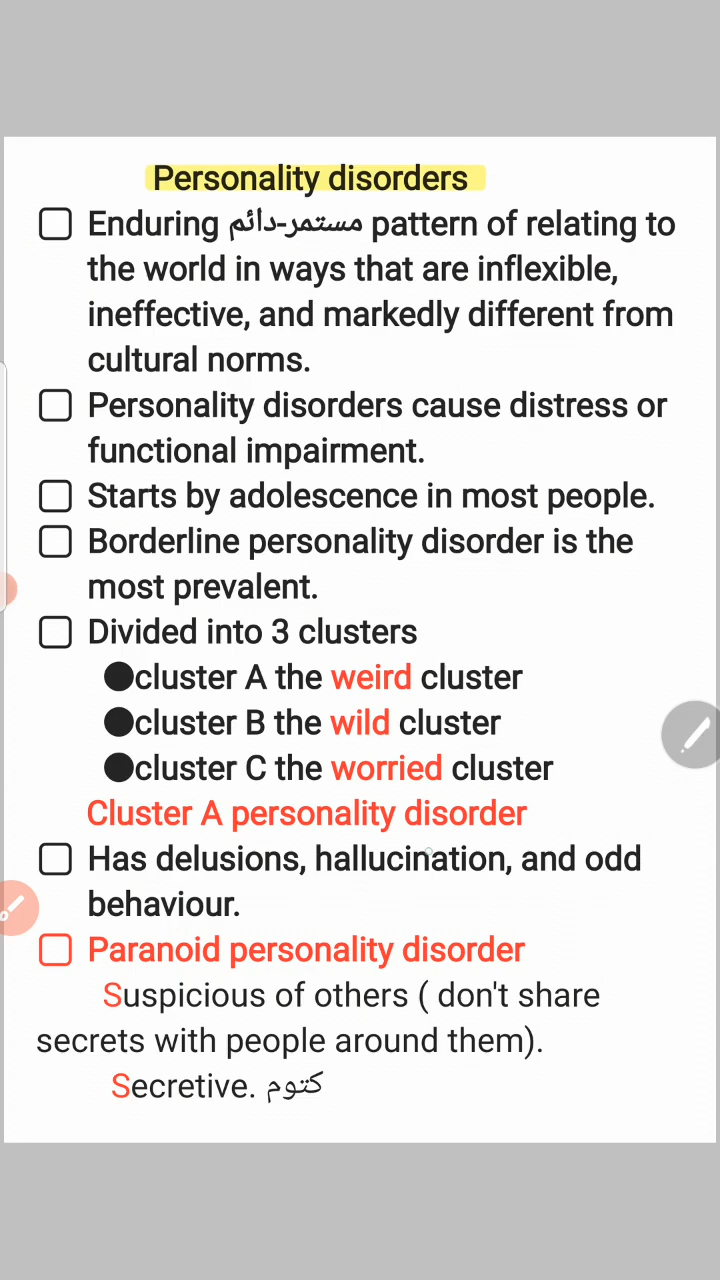 Personality disorders
Enduring مستمر-دائم pattern of relating to
the world in ways that are inflexible,
ineffective, and markedly different from
cultural norms.
Personality disorders cause distress or
functional impairment.
Starts by adolescence in most people.
Borderline personality disorder is the
most prevalent.
Divided into 3 clusters
●cluster A the weird cluster
●cluster B the wild cluster
●cluster C the worried cluster
Cluster A personality disorder
Has delusions, hallucination, and odd
behaviour.
Paranoid personality disorder
Suspicious of others ( don't share
secrets with people around them).
Secretive. كتوم